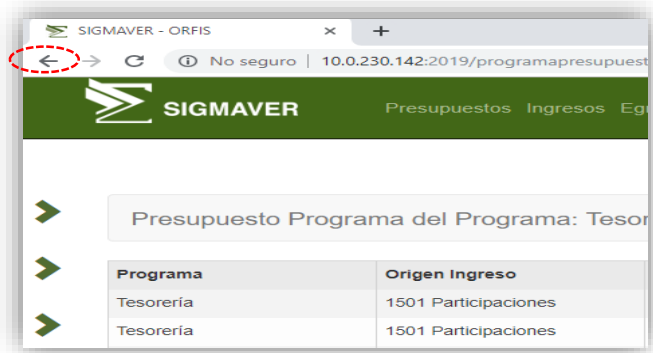 SIGMAVER - ORFIS
No seguro | 10.0.230.142:2019/programapresupuest
SIGMAVER Presupuestos Ingresos Eg
Presupuesto Programa del Programa: Tesor
Programa Origen Ingreso
Tesorería 1501 Participaciones
Tesorería 1501 Participaciones